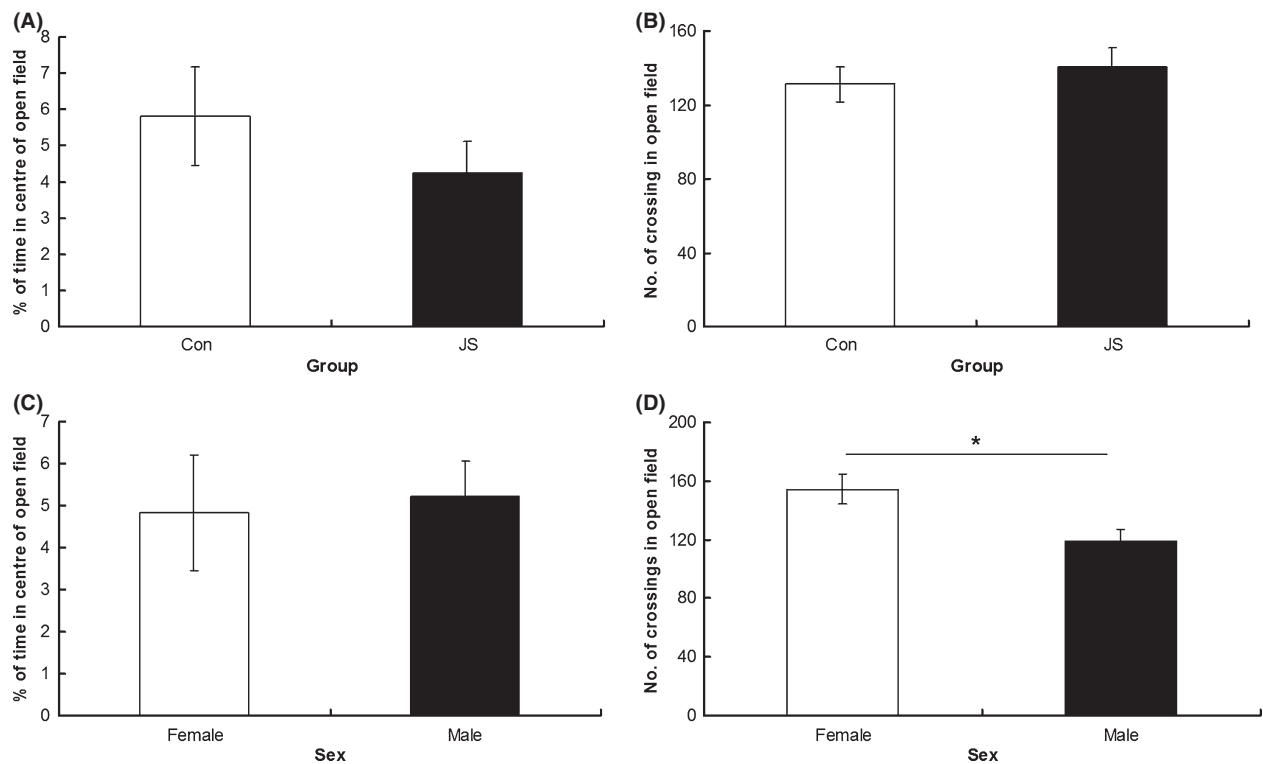 (A)
% of time in centre of open field
8
7
6
5
4
3
2
1
0
Con
JS
Group
(B)
No. of crossing in open field
160
120
80
40
0
Con
JS
Group
(C)
% of time in centre of open field
7
6
5
4
3
2
1
0
Female
Male
Sex
(D)
No. of crossings in open field
200
160
120
80
40
0
*
Female
Male
Sex